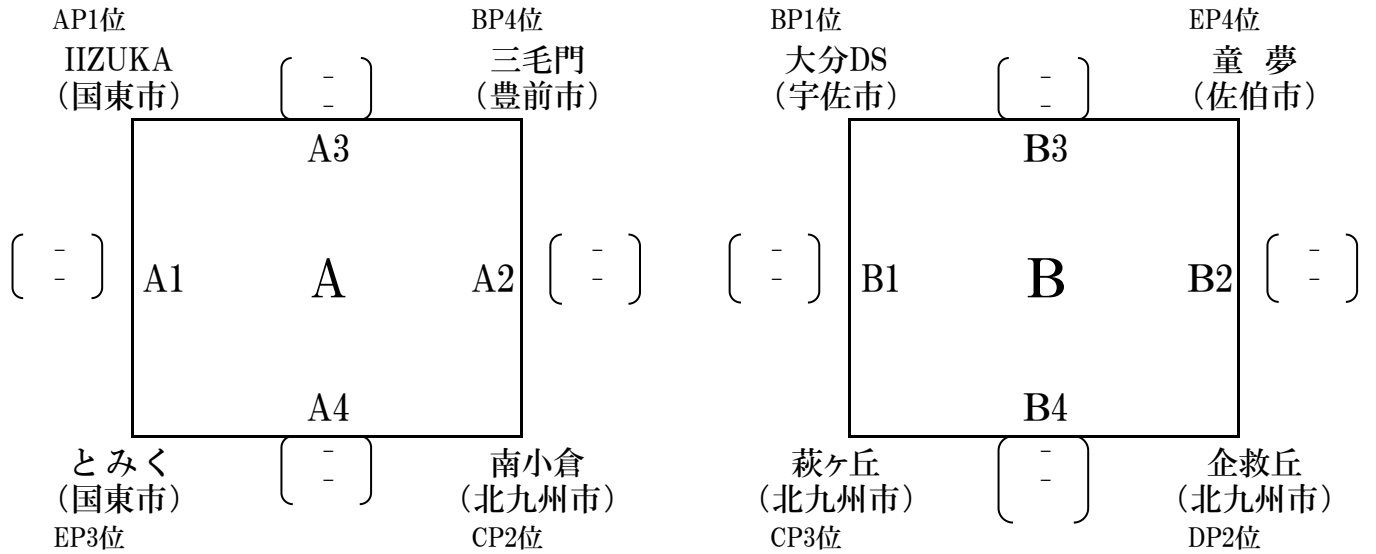 AP1位
IIZUKA
（国東市）
BP4位
三毛門
（豊前市）
-
-
A3
-
-
A1
A
A2
-
-
A4
-
-
とみく
（国東市）
EP3位
南小倉
（北九州市）
CP2位
BP1位
大分DS
（宇佐市）
EP4位
童 夢
（佐伯市）
-
-
B3
-
-
B1
B
B2
-
-
B4
-
-
萩ヶ丘
（北九州市）
CP3位
企救丘
（北九州市）
DP2位